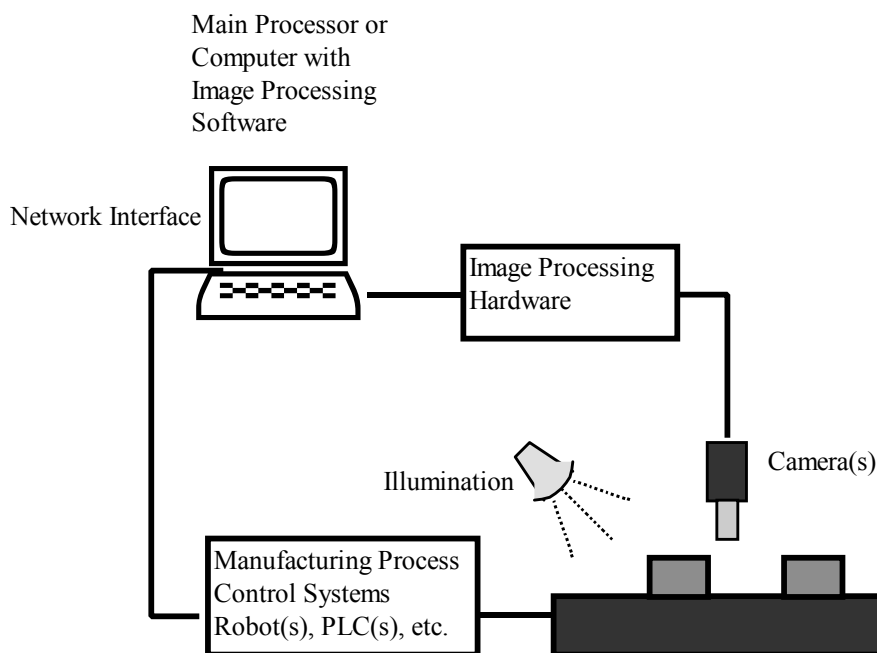 Main Processor or
Computer with
Image Processing
Software
Network Interface
Image Processing
Hardware
Illumination
Camera(s)
Manufacturing Process
Control Systems
Robot(s), PLC(s), etc.